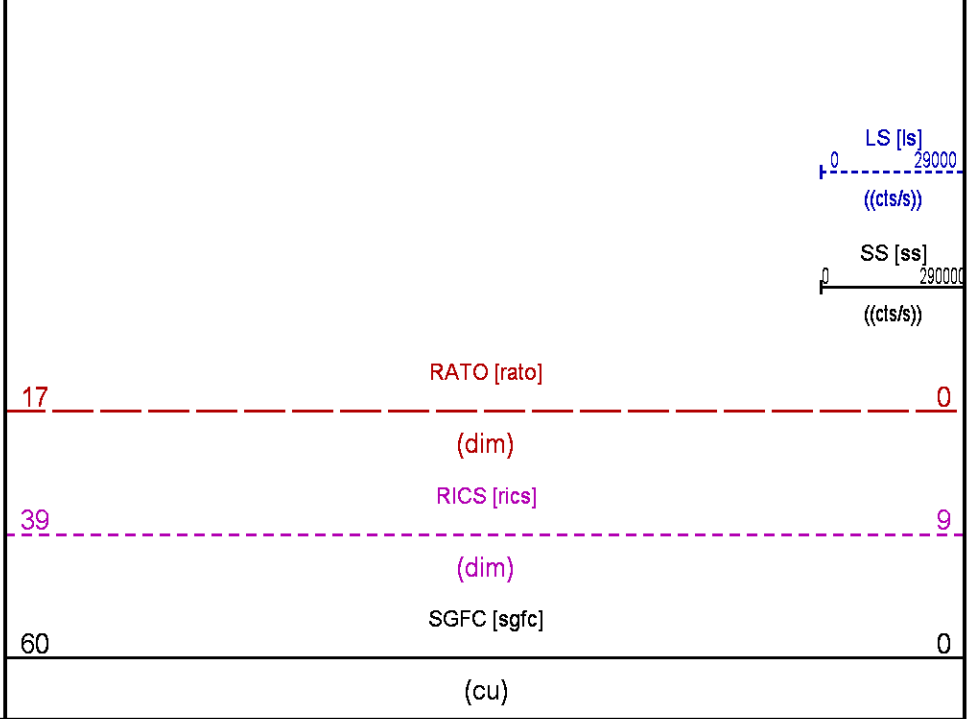 LS [ls]
0 29000
((cts/s))
SS [ss]
0 290000
((cts/s))
RATO [rato]
17 0
(dim)
RICS [rics]
39 9
(dim)
SGFC [sgfc]
60 0
(cu)